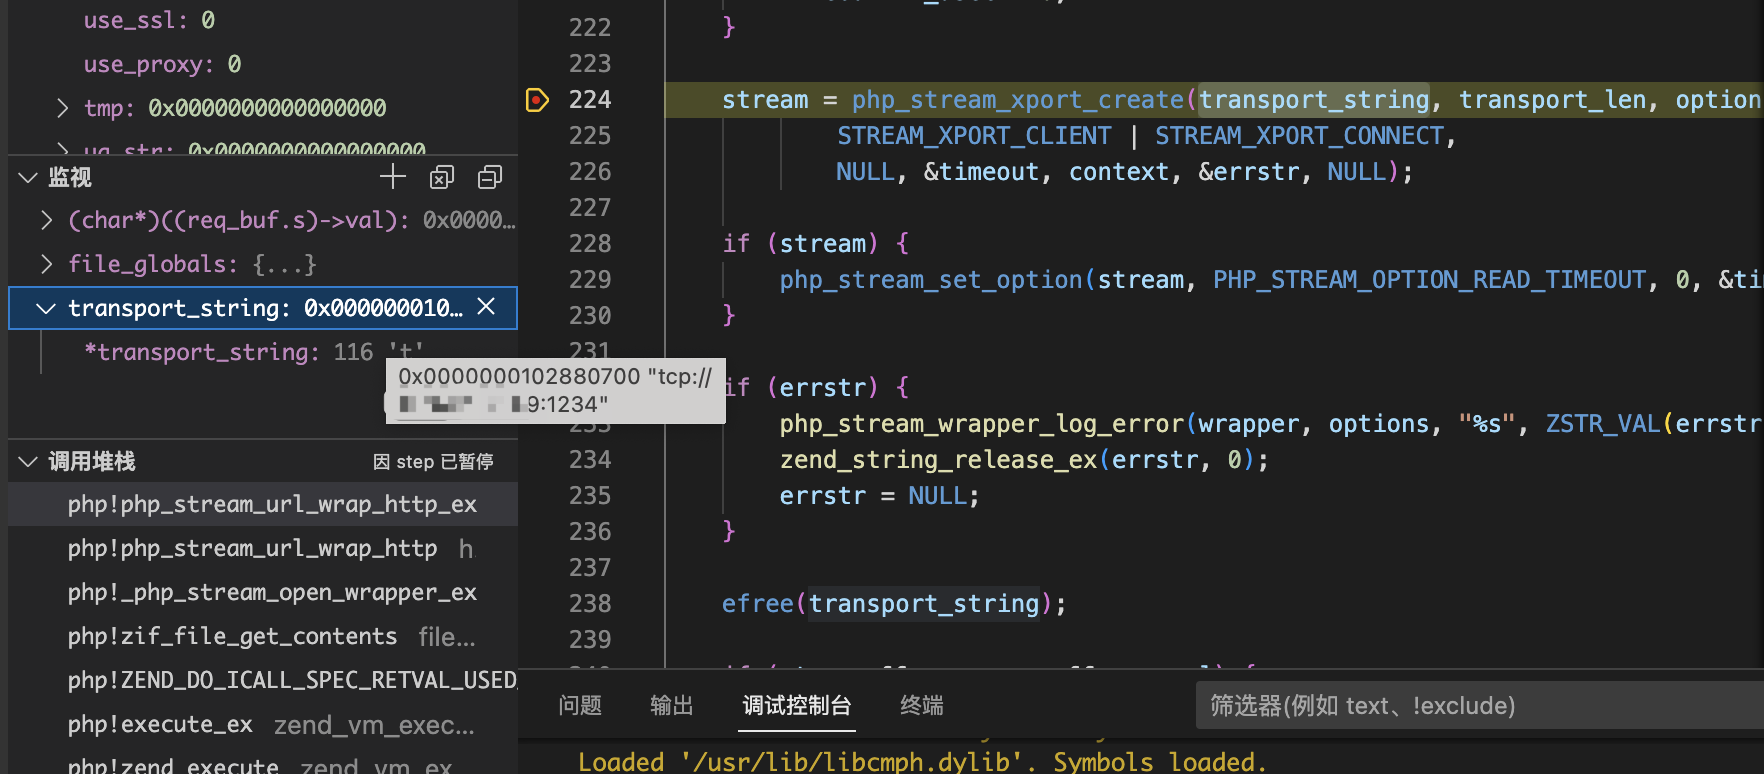 use_ssl: 0
use_proxy: 0
tmp: 0x0000000000000000
ua_str: 0x0000000000000000
监视
(char*)((req_buf.s)->val): 0x0000…
file_globals: {...}
transport_string: 0x000000010…
*transport_string: 116 't'
0x0000000102880700 "tcp://
9:1234"
调用堆栈
因 step 已暂停
php!php_stream_url_wrap_http_ex
php!php_stream_url_wrap_http h
php!_php_stream_open_wrapper_ex
php!zif_file_get_contents file…
php!ZEND_DO_ICALL_SPEC_RETVAL_USED_
php!execute_ex zend_vm_exec…
php!zend_execute zend_vm_ex
222 }
223
224 stream = php_stream_xport_create(transport_string, transport_len, option
225 STREAM_XPORT_CLIENT | STREAM_XPORT_CONNECT,
226 NULL, &timeout, context, &errstr, NULL);
227
228 if (stream) {
229 php_stream_set_option(stream, PHP_STREAM_OPTION_READ_TIMEOUT, 0, &ti
230 }
231
if (errstr) {
233 php_stream_wrapper_log_error(wrapper, options, "%s", ZSTR_VAL(errstr
234 zend_string_release_ex(errstr, 0);
235 errstr = NULL;
236 }
237
238 efree(transport_string);
239
问题 输出 调试控制台 终端
筛选器(例如 text、!exclude)
Loaded '/usr/lib/libcmph.dylib'. Symbols loaded.